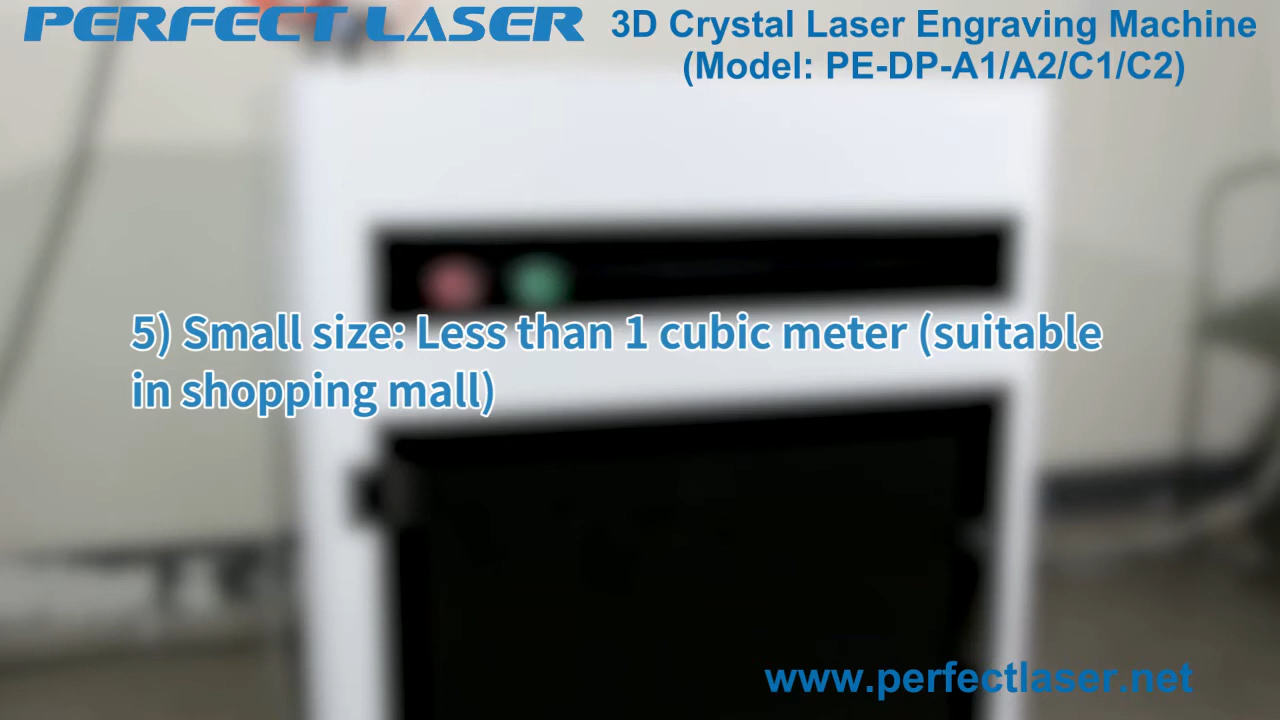 PERFECT LASER
3D Crystal Laser Engraving Machine
(Model: PE-DP-A1/A2/C1/C2)
5) Small size: Less than 1 cubic meter (suitable
in shopping mall)
www.perfectlaser.net